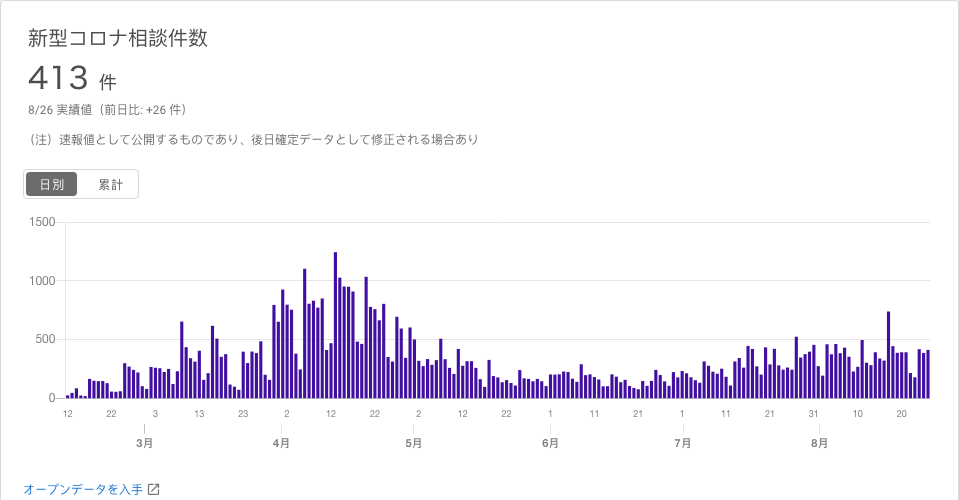 新型コロナ相談件数
413 件
8/26 実績値（前日比: +26 件）
（注）速報値として公開するものであり、後日確定データとして修正される場合あり
日別 累計
1500
1000
500
0
12 22 3 13 23 2 12 22 2 12 22 1 11 21 1 11 21 31 10 20
3月 4月 5月 6月 7月 8月
オープンデータを入手